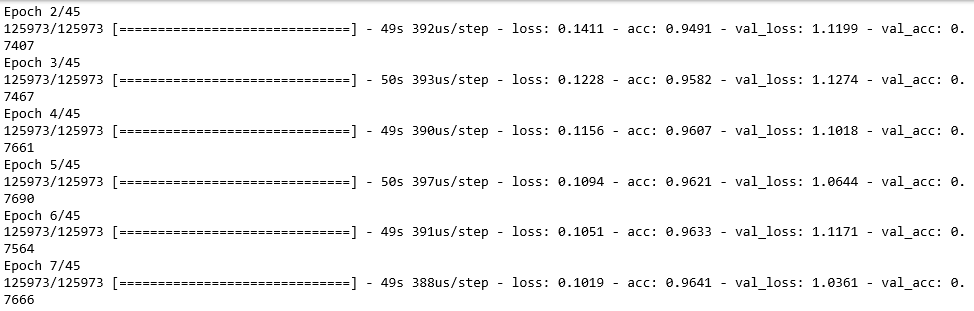 Epoch 2/45
125973/125973 [==============================] - 49s 392us/step - loss: 0.1411 - acc: 0.9491 - val_loss: 1.1199 - val_acc: 0.
7407
Epoch 3/45
125973/125973 [==============================] - 50s 393us/step - loss: 0.1228 - acc: 0.9582 - val_loss: 1.1274 - val_acc: 0.
7467
Epoch 4/45
125973/125973 [==============================] - 49s 390us/step - loss: 0.1156 - acc: 0.9607 - val_loss: 1.1018 - val_acc: 0.
7661
Epoch 5/45
125973/125973 [==============================] - 50s 397us/step - loss: 0.1094 - acc: 0.9621 - val_loss: 1.0644 - val_acc: 0.
7690
Epoch 6/45
125973/125973 [==============================] - 49s 391us/step - loss: 0.1051 - acc: 0.9633 - val_loss: 1.1171 - val_acc: 0.
7564
Epoch 7/45
125973/125973 [==============================] - 49s 388us/step - loss: 0.1019 - acc: 0.9641 - val_loss: 1.0361 - val_acc: 0.
7666